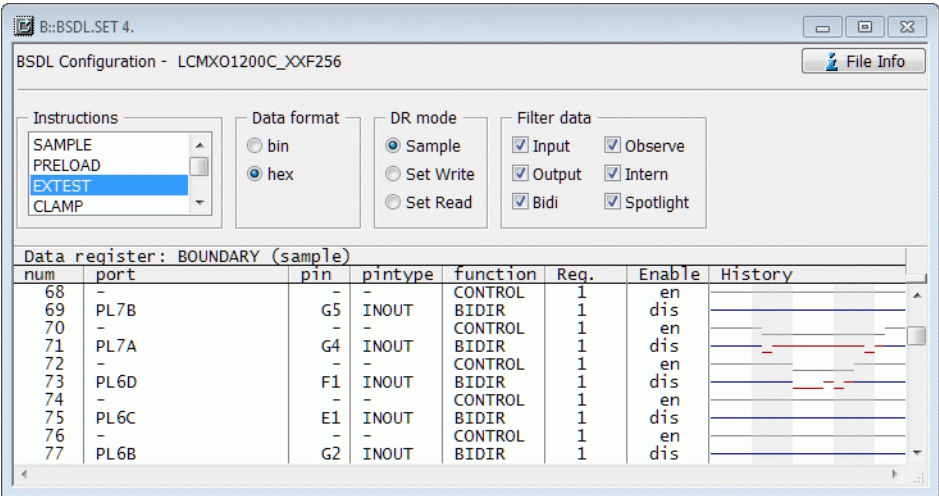 B::BSDL.SET 4.
BSDL Configuration -  LCMXO1200C_XXF256 File Info
Instructions Data format DR mode Filter data
SAMPLE bin Sample Input Observe
PRELOAD hex Set Write Output Intern
EXTEST Set Read Bidi Spotlight
CLAMP
Data register: BOUNDARY (sample)
num port pin pintype function Reg. Enable History
68 - - - CONTROL 1 en
69 PL7B G5 INOUT BIDIR 1 dis
70 - - - CONTROL 1 en
71 PL7A G4 INOUT BIDIR 1 dis
72 - - - CONTROL 1 en
73 PL6D F1 INOUT BIDIR 1 dis
74 - - - CONTROL 1 en
75 PL6C E1 INOUT BIDIR 1 dis
76 - - - CONTROL 1 en
77 PL6B G2 INOUT BIDIR 1 dis